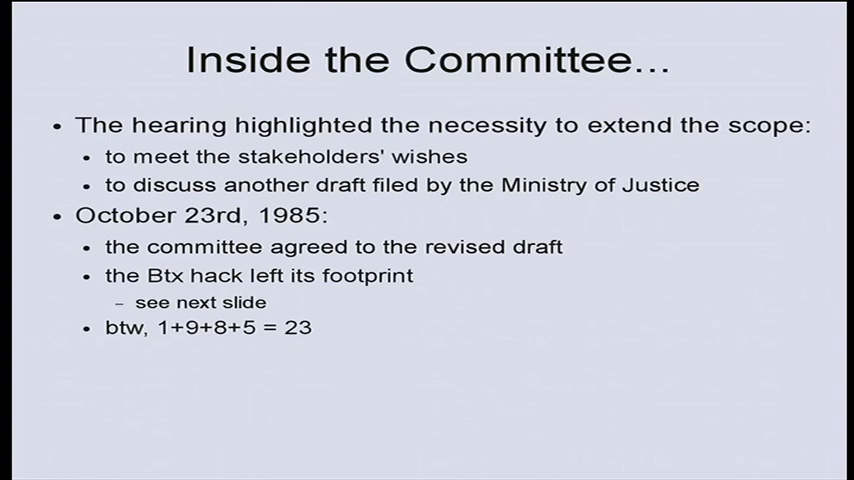 Inside the Committee...
• The hearing highlighted the necessity to extend the scope:
• to meet the stakeholders' wishes
• to discuss another draft filed by the Ministry of Justice
• October 23rd, 1985:
• the committee agreed to the revised draft
• the Btx hack left its footprint
– see next slide
• btw, 1+9+8+5 = 23